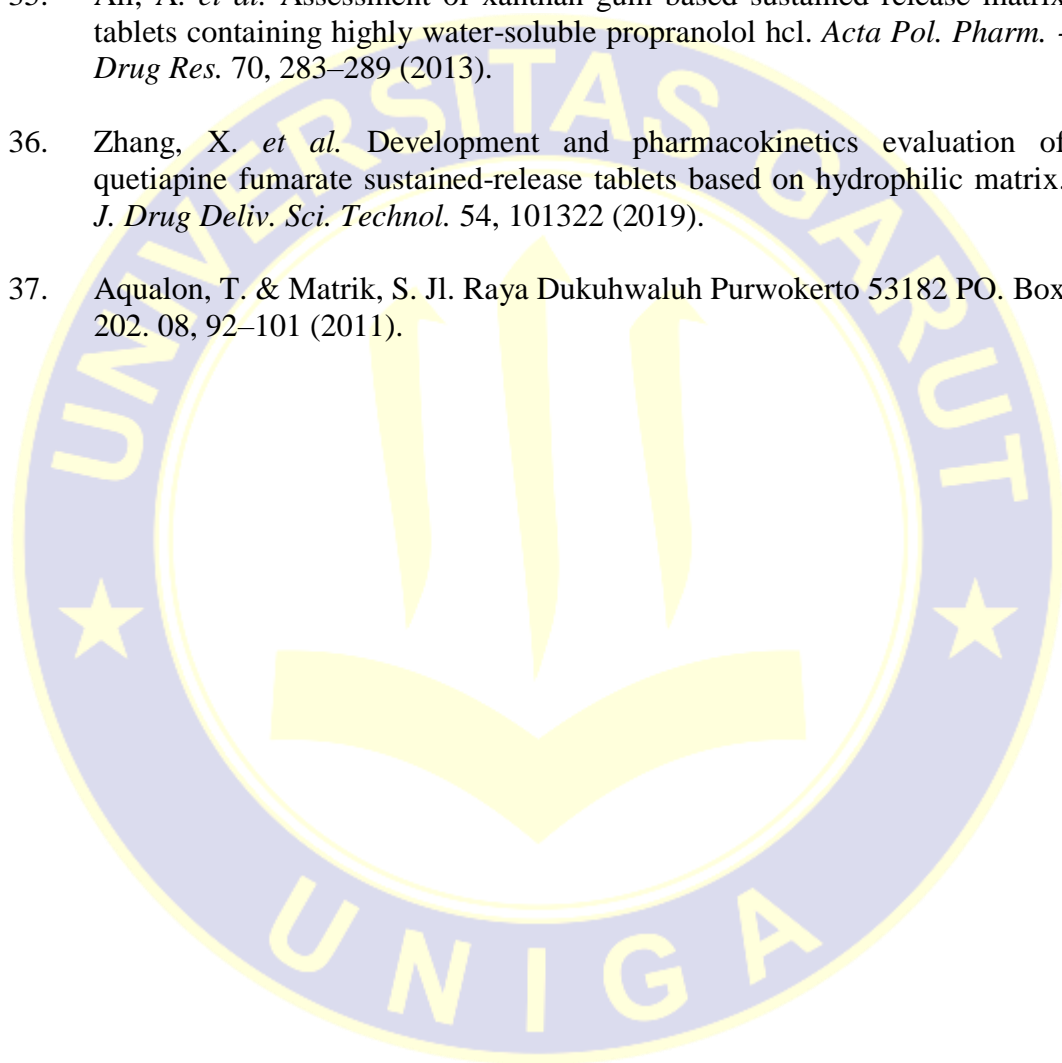 35. Ali, A. et al. Assessment of xanthan gum based sustained release matrix
tablets containing highly water-soluble propranolol hcl. Acta Pol. Pharm. -
Drug Res. 70, 283–289 (2013).
36. Zhang, X. et al. Development and pharmacokinetics evaluation of
quetiapine fumarate sustained-release tablets based on hydrophilic matrix.
J. Drug Deliv. Sci. Technol. 54, 101322 (2019).
37. Aqualon, T. & Matrik, S. Jl. Raya Dukuhwaluh Purwokerto 53182 PO. Box
202. 08, 92–101 (2011).
UNIVERSITAS GARUT
UNIGA